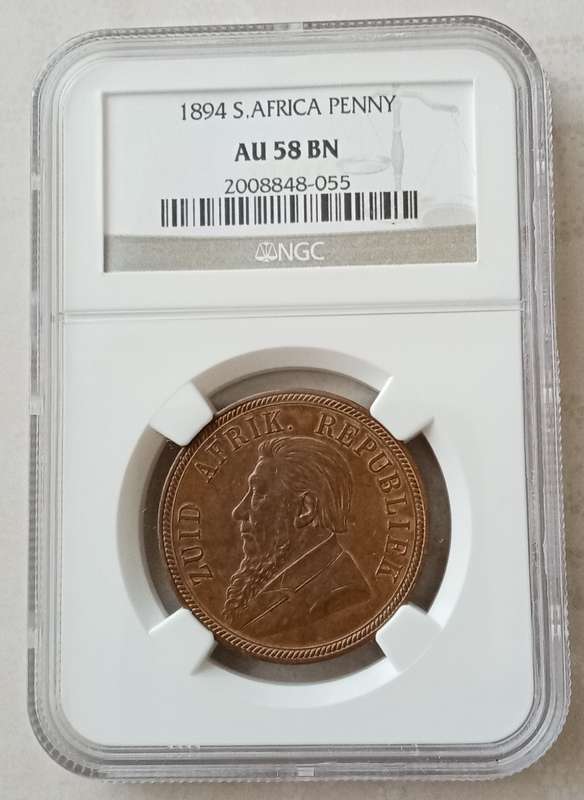 1894 S.AFRICA PENNY
AU 58 BN
2008848-055
NGC
ZUID AFRIK. REPUBLIEK